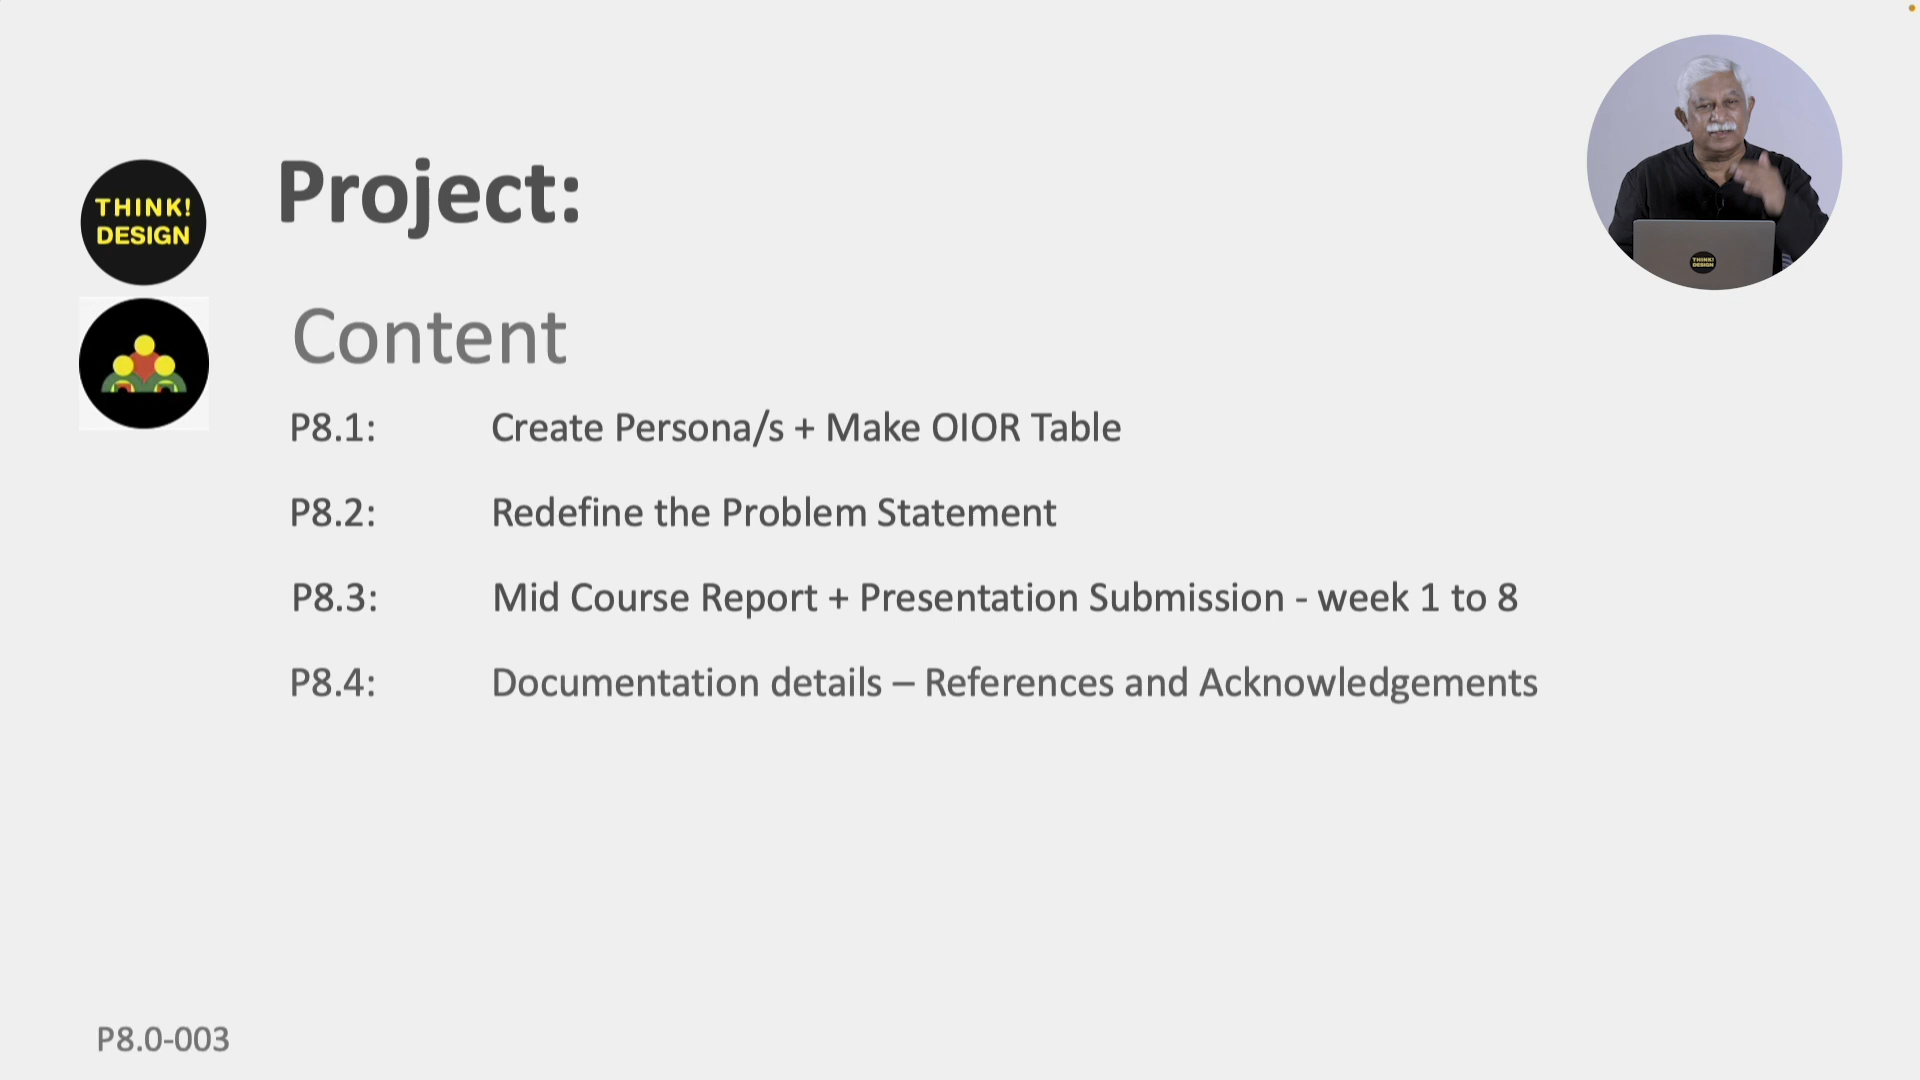 THINK!
DESIGN
Project:
Content
P8.1: Create Persona/s + Make OIOR Table
P8.2: Redefine the Problem Statement
P8.3: Mid Course Report + Presentation Submission - week 1 to 8
P8.4: Documentation details – References and Acknowledgements
THINK!
DESIGN
P8.0-003